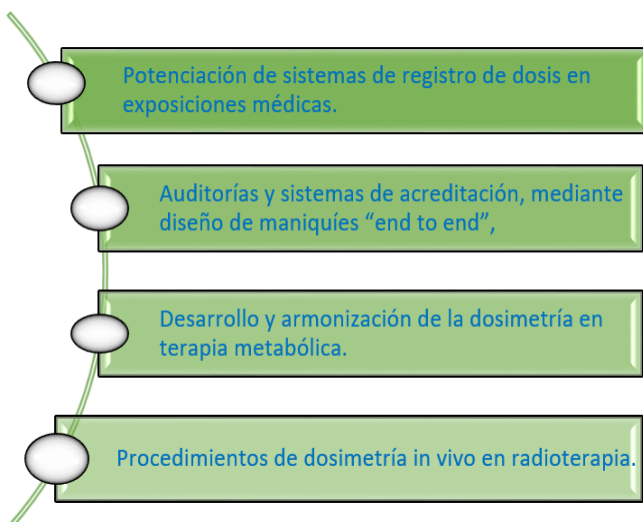 Potenciación de sistemas de registro de dosis en
exposiciones médicas.
Auditorías y sistemas de acreditación, mediante
diseño de maniquíes “end to end”,
Desarrollo y armonización de la dosimetría en
terapia metabólica.
Procedimientos de dosimetría in vivo en radioterapia.